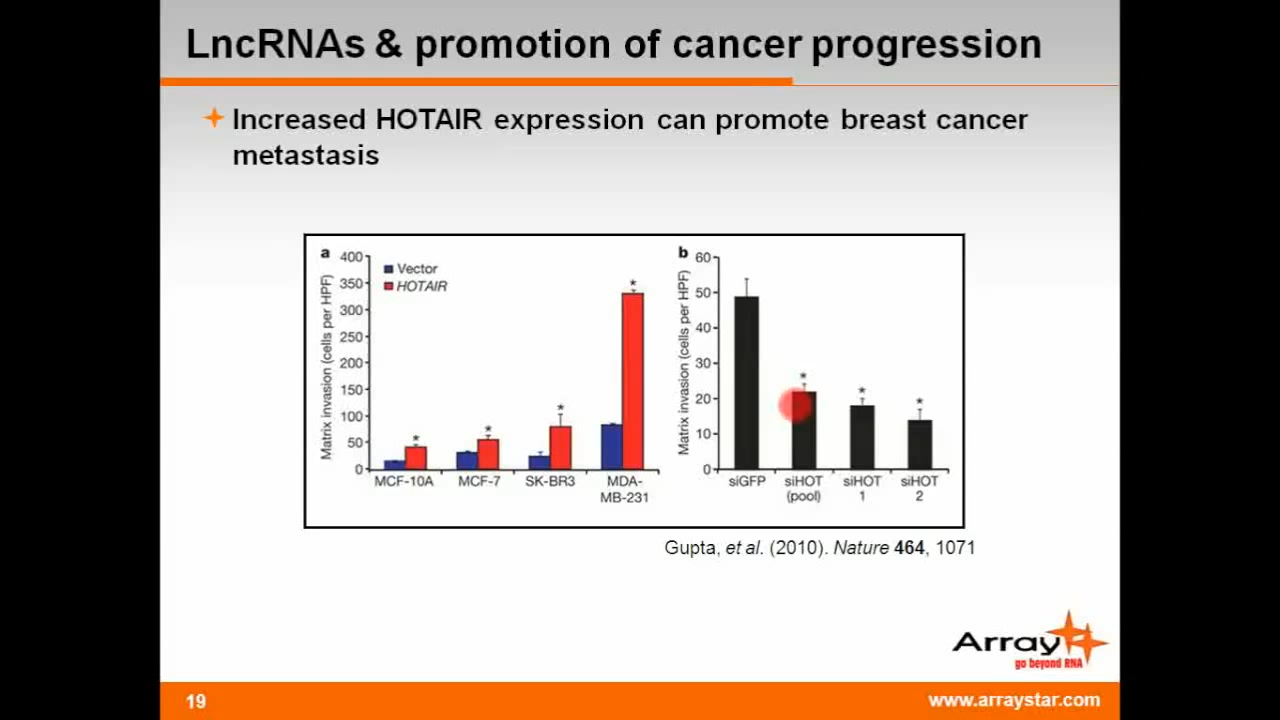 LncRNAs & promotion of cancer progression
Increased HOTAIR expression can promote breast cancer
metastasis
a
Matrix invasion (cells per HPF)
400
350
300
250
200
150
100
50
0
Vector
HOTAIR
*
*
*
*
MCF-10A
MCF-7
SK-BR3
MDA-
MB-231
b
Matrix invasion (cells per HPF)
60
50
40
30
20
10
0
*
*
*
siGFP
siHOT
(pool)
siHOT
1
siHOT
2
Gupta, et al. (2010). Nature 464, 1071
Array
go beyond RNA
19
www.arraystar.com